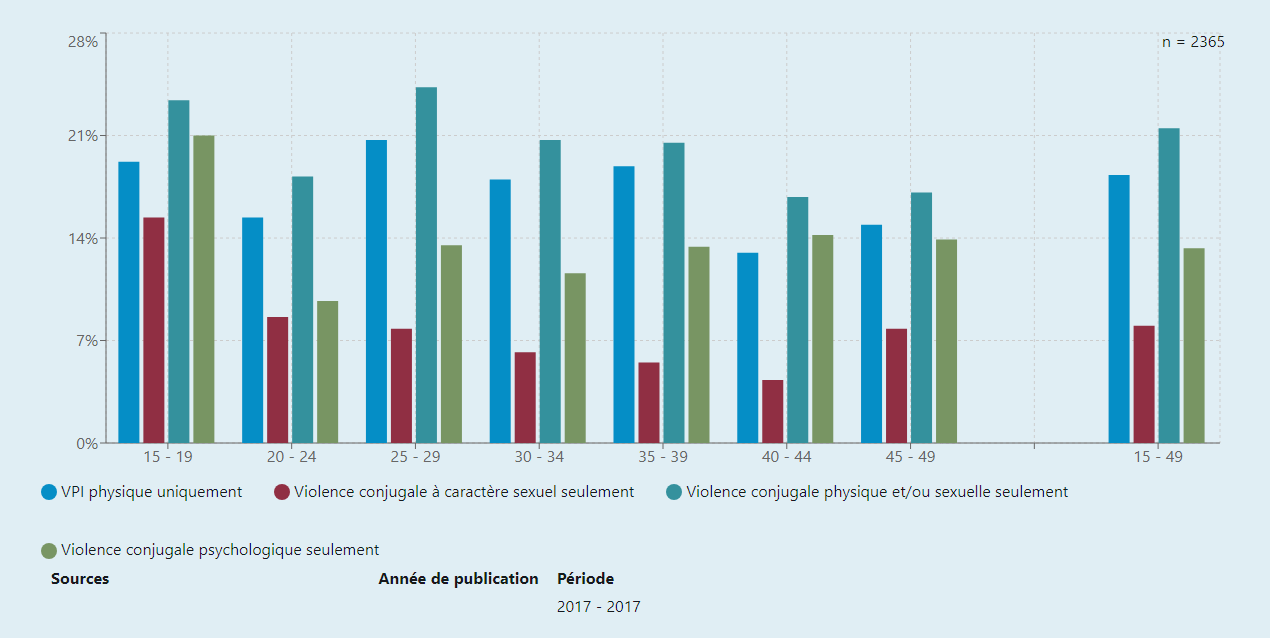 28%
n = 2365
21%
14%
7%
0%
15 - 19 20 - 24 25 - 29 30 - 34 35 - 39 40 - 44 45 - 49 15 - 49
VPI physique uniquement Violence conjugale à caractère sexuel seulement Violence conjugale physique et/ou sexuelle seulement
Violence conjugale psychologique seulement
Sources Année de publication Période
2017 - 2017